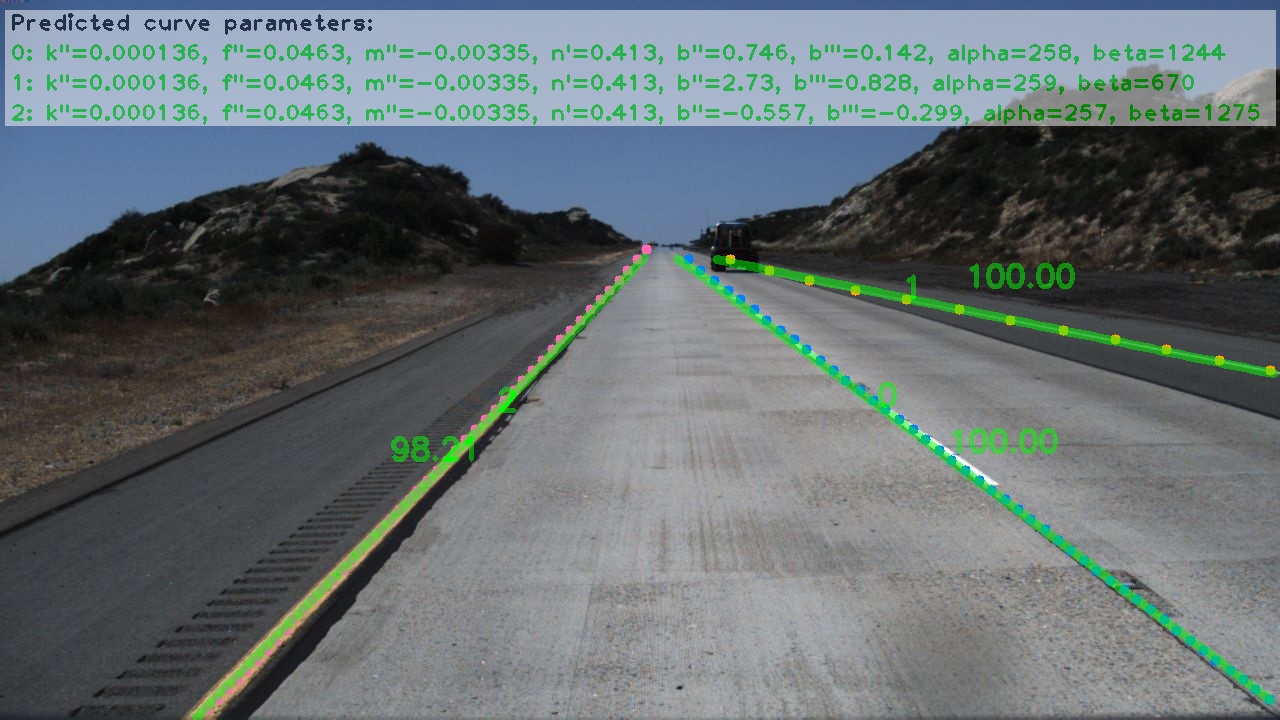 Predicted curve parameters:
0: k''=0.000136, f''=0.0463, m''=-0.00335, n'=0.413, b''=0.746, b'''=0.142, alpha=258, beta=1244
1: k''=0.000136, f''=0.0463, m''=-0.00335, n'=0.413, b''=2.73, b'''=0.828, alpha=259, beta=670
2: k''=0.000136, f''=0.0463, m''=-0.00335, n'=0.413, b''=-0.557, b'''=-0.299, alpha=257, beta=1275
1 100.00
2 0
98.21 100.00